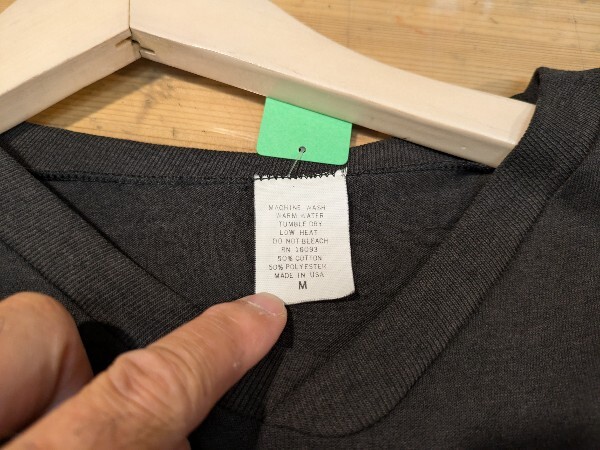 MACHINE WASH
WARM WATER
TUMBLE DRY
LOW HEAT
DO NOT BLEACH
RN 16093
50% COTTON
50% POLYESTER
MADE IN USA
M